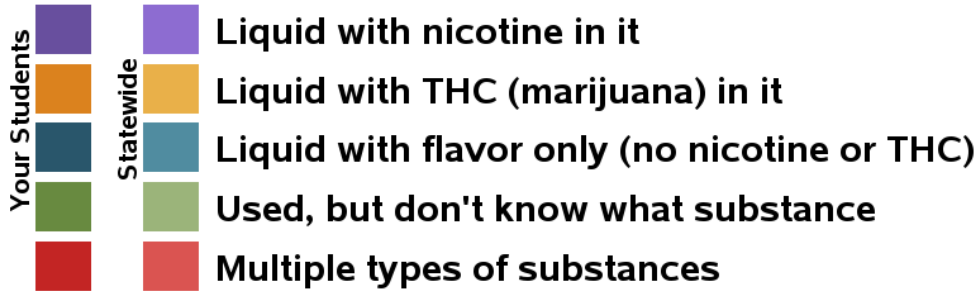 Your Students
Statewide
Liquid with nicotine in it
Liquid with THC (marijuana) in it
Liquid with flavor only (no nicotine or THC)
Used, but don't know what substance
Multiple types of substances